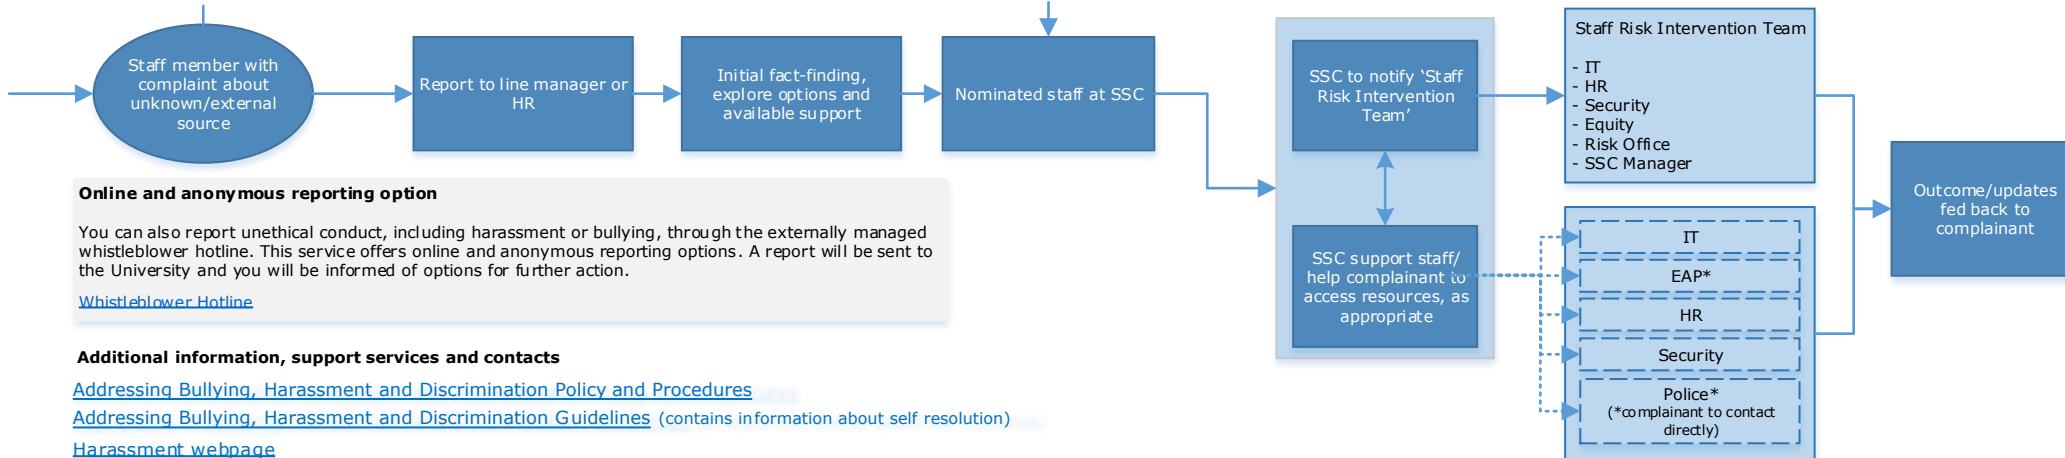 Staff member with
complaint about
unknown/external
source
Report to line manager or
HR
Initial fact-finding,
explore options and
available support
Nominated staff at SSC
SSC to notify ‘Staff
Risk Intervention
Team’
SSC support staff/
help complainant to
access resources, as
appropriate
Staff Risk Intervention Team
- IT
- HR
- Security
- Equity
- Risk Office
- SSC Manager
IT
EAP*
HR
Security
Police*
(*complainant to contact
directly)
Outcome/updates
fed back to
complainant
Online and anonymous reporting option
You can also report unethical conduct, including harassment or bullying, through the externally managed
whistleblower hotline. This service offers online and anonymous reporting options. A report will be sent to
the University and you will be informed of options for further action.
Whistleblower Hotline
Additional information, support services and contacts
Addressing Bullying, Harassment and Discrimination Policy and Procedures
Addressing Bullying, Harassment and Discrimination Guidelines (contains information about self resolution)
Harassment webpage